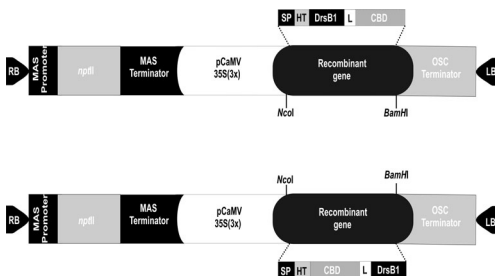 SP HT DrsB1 L CBD
RB MAS Promoter nptII MAS Terminator pCaMV 35S(3x) Recombinant gene OSC Terminator LB
NcoI BamHI
NcoI BamHI
RB MAS Promoter nptII MAS Terminator pCaMV 35S(3x) Recombinant gene OSC Terminator LB
SP HT CBD L DrsB1